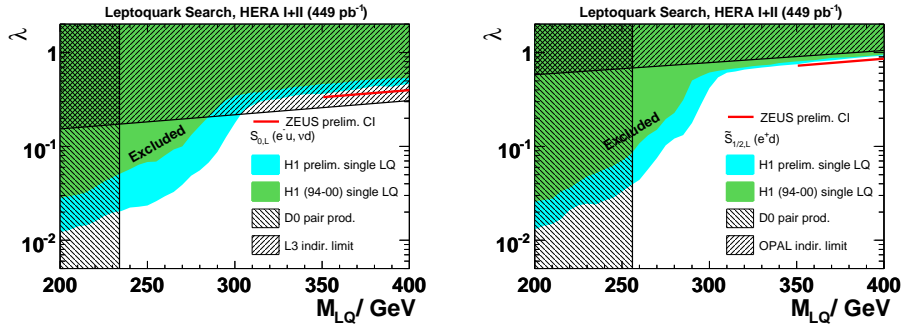 Leptoquark Search, HERA I+II (449 pb⁻¹)
λ
1
10⁻¹
10⁻²
Excluded
ZEUS prelim. CI
S₀,L (e⁻u, νd)
H1 prelim. single LQ
H1 (94-00) single LQ
D0 pair prod.
L3 indir. limit
200 250 300 350 400
M_LQ / GeV
Leptoquark Search, HERA I+II (449 pb⁻¹)
λ
1
10⁻¹
10⁻²
Excluded
ZEUS prelim. CI
S̃₁/₂,L (e⁺d)
H1 prelim. single LQ
H1 (94-00) single LQ
D0 pair prod.
OPAL indir. limit
200 250 300 350 400
M_LQ / GeV